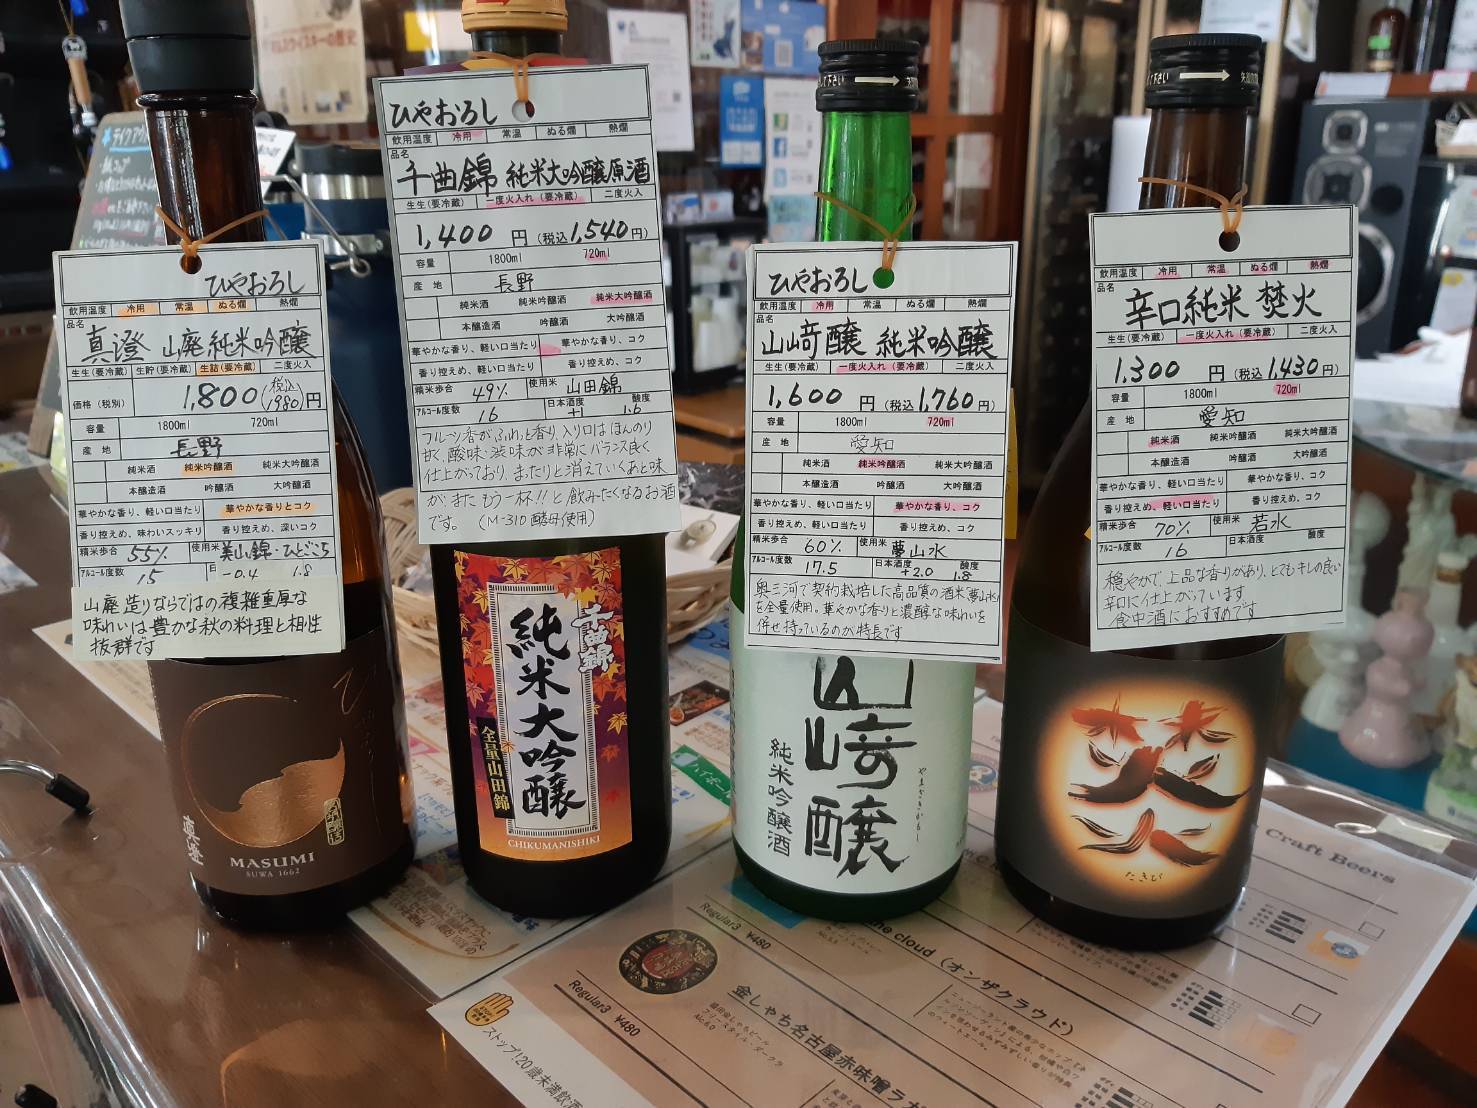 ひやおろし
飲用温度 冷用 常温 ぬる燗 熱燗
品名
真澄 山廃純米吟醸
生生(要冷蔵) 生貯(要冷蔵) 生詰(要冷蔵) 二度火入
価格(税別) 1,800(税込1980)円
容量 1800ml 720ml
産地 長野
純米酒 純米吟醸酒 純米大吟醸酒
本醸造酒 吟醸酒 大吟醸酒
華やかな香り、軽い口当たり 華やかな香りとコク
香り控えめ、味わいスッキリ 香り控えめ、深いコク
精米歩合 55% 使用米 美山錦・ひとごこち
アルコール度数 15 -0.4 1.8
山廃造りならではの複雑重厚な
味わいは豊かな秋の料理と相性
抜群です
MASUMI
SUWA 1662
真澄
ひやおろし
飲用温度 冷用 常温 ぬる燗 熱燗
品名
千曲錦 純米大吟醸原酒
生生(要冷蔵) 一度火入れ(要冷蔵) 二度火入
1,400円(税込1,540円)
容量 1800ml 720ml
産地 長野
純米酒 純米吟醸酒 純米大吟醸酒
本醸造酒 吟醸酒 大吟醸酒
華やかな香り、軽い口当たり 華やかな香り、コク
香り控えめ、軽い口当たり 香り控えめ、コク
精米歩合 49% 使用米 山田錦
アルコール度数 16 日本酒度 +1 酸度 1.6
フルーツ香がふわっと香り、入り口はほんのり
甘く、酸味・渋味が非常にバランス良く
仕上がっており、まったりと消えていくあと味
がまたもう一杯!!と飲みたくなるお酒
です。 (M-310酵母使用)
千曲錦
純米大吟醸
全量山田錦
CHIKUMANISHIKI
ひやおろし
飲用温度 冷用 常温 ぬる燗 熱燗
品名
山﨑醸 純米吟醸
生生(要冷蔵) 一度火入れ(要冷蔵) 二度火入
1,600円(税込1,760円)
容量 1800ml 720ml
産地 愛知
純米酒 純米吟醸酒 純米大吟醸酒
本醸造酒 吟醸酒 大吟醸酒
華やかな香り、軽い口当たり 華やかな香り、コク
香り控えめ、軽い口当たり 香り控えめ、コク
精米歩合 60% 使用米 夢山水
アルコール度数 17.5 日本酒度 +2.0 酸度 1.8
奥三河で契約栽培した高品質の酒米「夢山水」
を全量使用。華やかな香りと濃醇な味わいを
併せ持っているのが特長です
山﨑醸
やまざきかもし
純米吟醸酒
飲用温度 冷用 常温 ぬる燗 熱燗
品名
辛口純米 焚火
生生(要冷蔵) 一度火入れ(要冷蔵) 二度火入
1,300円(税込1,430円)
容量 1800ml 720ml
産地 愛知
純米酒 純米吟醸酒 純米大吟醸酒
本醸造酒 吟醸酒 大吟醸酒
華やかな香り、軽い口当たり 華やかな香り、コク
香り控えめ、軽い口当たり 香り控えめ、コク
精米歩合 70% 使用米 若水
アルコール度数 16 日本酒度 酸度
穏やかで、上品な香りがあり、とてもキレの良い
辛口に仕上がっています
食中酒におすすめです
焚火
たきび
Craft Beers
Regular3 ¥480
cloud (オンザクラウド)
Regular3 ¥480
金しゃち名古屋赤味噌ラ
ストップ!20歳未満飲酒